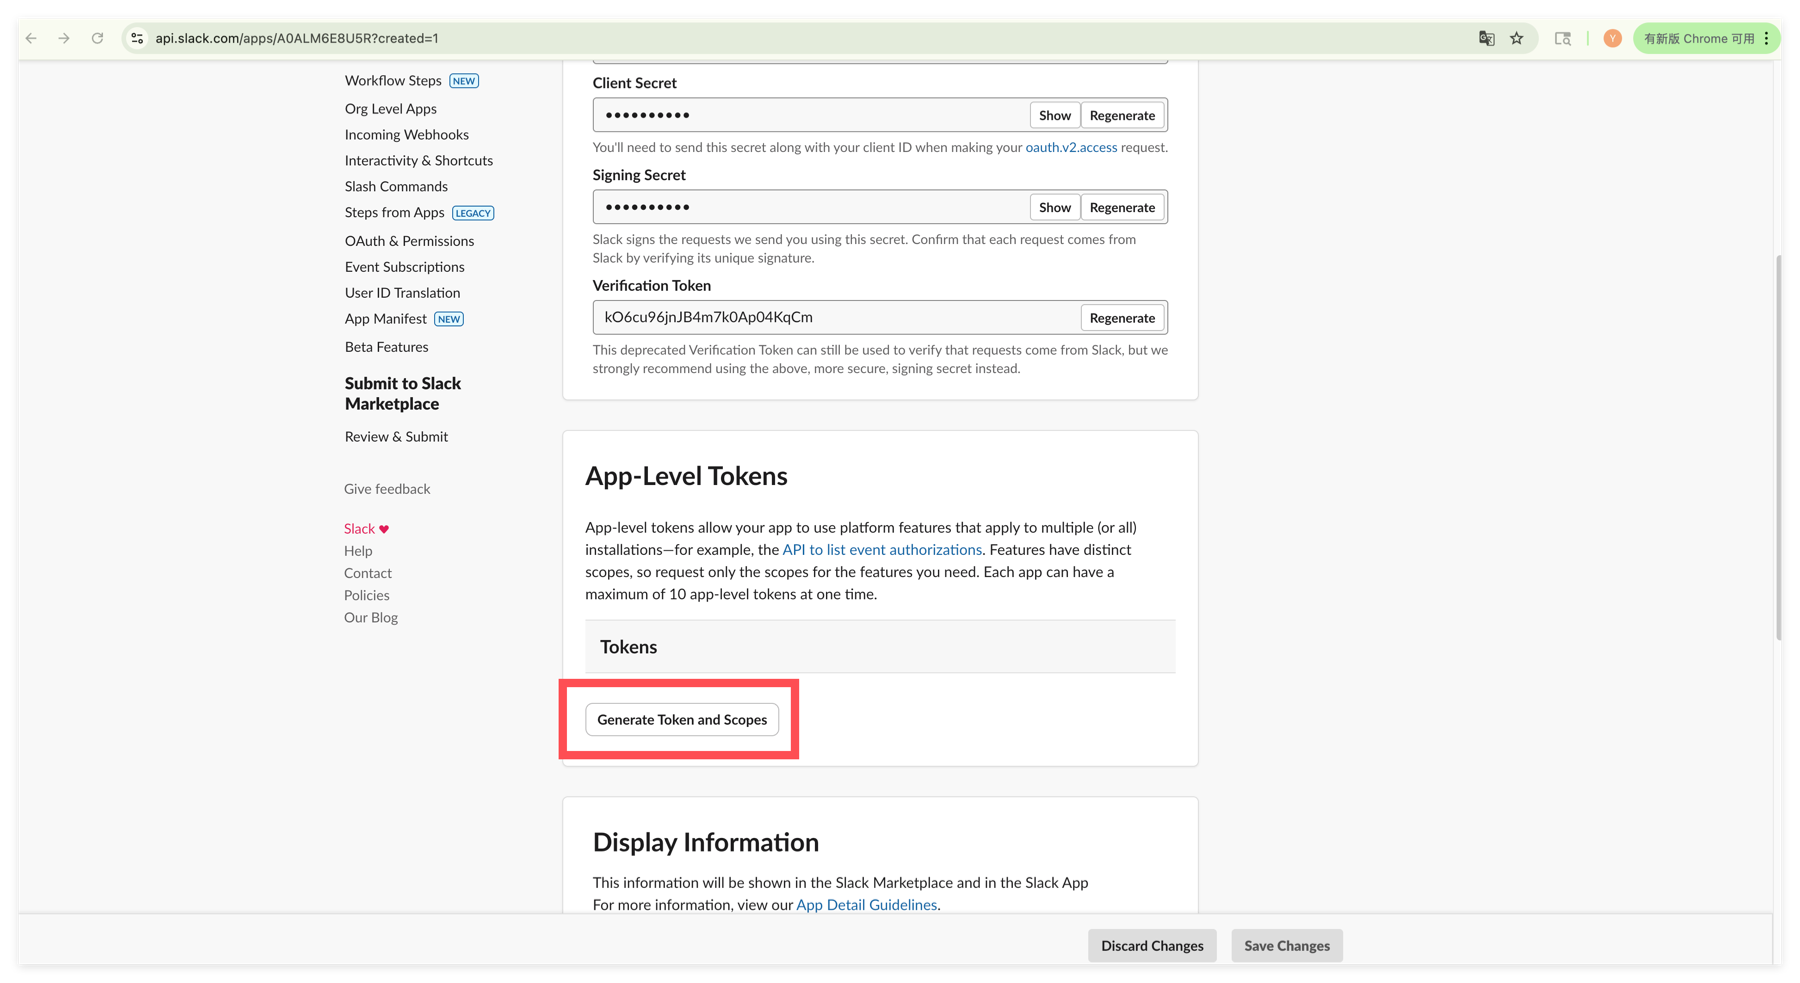 api.slack.com/apps/A0ALM6E8U5R?created=1
Y
有新版 Chrome 可用
Workflow Steps NEW
Org Level Apps
Incoming Webhooks
Interactivity & Shortcuts
Slash Commands
Steps from Apps LEGACY
OAuth & Permissions
Event Subscriptions
User ID Translation
App Manifest NEW
Beta Features
Submit to Slack
Marketplace
Review & Submit
Give feedback
Slack ♥
Help
Contact
Policies
Our Blog
Client Secret
●●●●●●●●●●
Show Regenerate
You'll need to send this secret along with your client ID when making your oauth.v2.access request.
Signing Secret
●●●●●●●●●●
Show Regenerate
Slack signs the requests we send you using this secret. Confirm that each request comes from
Slack by verifying its unique signature.
Verification Token
kO6cu96jnJB4m7k0Ap04KqCm
Regenerate
This deprecated Verification Token can still be used to verify that requests come from Slack, but we
strongly recommend using the above, more secure, signing secret instead.
App-Level Tokens
App-level tokens allow your app to use platform features that apply to multiple (or all)
installations—for example, the API to list event authorizations. Features have distinct
scopes, so request only the scopes for the features you need. Each app can have a
maximum of 10 app-level tokens at one time.
Tokens
Generate Token and Scopes
Display Information
This information will be shown in the Slack Marketplace and in the Slack App
For more information, view our App Detail Guidelines.
Discard Changes
Save Changes